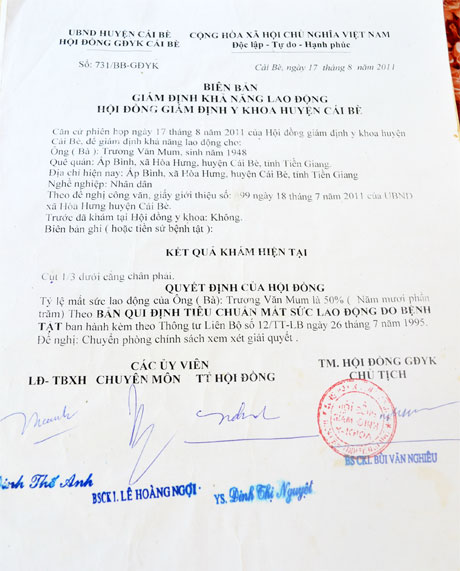 UBND HUYỆN CÁI BÈ
HỘI ĐỒNG GĐYK CÁI BÈ
CỘNG HÒA XÃ HỘI CHỦ NGHĨA VIỆT NAM
Độc lập - Tự do - Hạnh phúc
Số: 731/BB-GĐYK
Cái Bè, ngày 17 tháng 8 năm 2011
BIÊN BẢN
GIÁM ĐỊNH KHẢ NĂNG LAO ĐỘNG
HỘI ĐỒNG GIÁM ĐỊNH Y KHOA HUYỆN CÁI BÈ
Căn cứ phiên họp ngày 17 tháng 8 năm 2011 của Hội đồng giám định y khoa huyện
Cái Bè, để giám định khả năng lao động cho:
Ông ( Bà): Trương Văn Mum, sinh năm 1948
Quê quán: Ấp Bình, xã Hòa Hưng, huyện Cái Bè, tỉnh Tiền Giang.
Địa chỉ hiện nay: Ấp Bình, xã Hòa Hưng, huyện Cái Bè, tỉnh Tiền Giang
Nghề nghiệp: Nhân dân
Theo đề nghị công văn, giấy giới thiệu số: 99 ngày 18 tháng 7 năm 2011 của UBND
xã Hòa Hưng huyện Cái Bè.
Trước đã khám tại Hội đồng y khoa: Không.
Biên bản ghi ( hoặc tiền sử bệnh tật ):
KẾT QUẢ KHÁM HIỆN TẠI
Cụt 1/3 dưới cẳng chân phải.
QUYẾT ĐỊNH CỦA HỘI ĐỒNG
Tỷ lệ mất sức lao động của Ông ( Bà): Trương Văn Mum là 50% ( Năm mươi phần
trăm) Theo BẢN QUI ĐỊNH TIÊU CHUẨN MẤT SỨC LAO ĐỘNG DO BỆNH
TẬT ban hành kèm theo Thông tư Liên Bộ số 12/TT-LB ngày 26 tháng 7 năm 1995.
Đề nghị: Chuyển phòng chính sách xem xét giải quyết .
CÁC ỦY VIÊN
LĐ- TBXH CHUYÊN MÔN TT HỘI ĐỒNG
TM. HỘI ĐỒNG GĐYK
CHỦ TỊCH
Thố Anh
BSCK I. LÊ HOÀNG NGỢI
YS. Đinh Thị Nguyệt
BS CKI. BÙI VĂN NGHIÊU